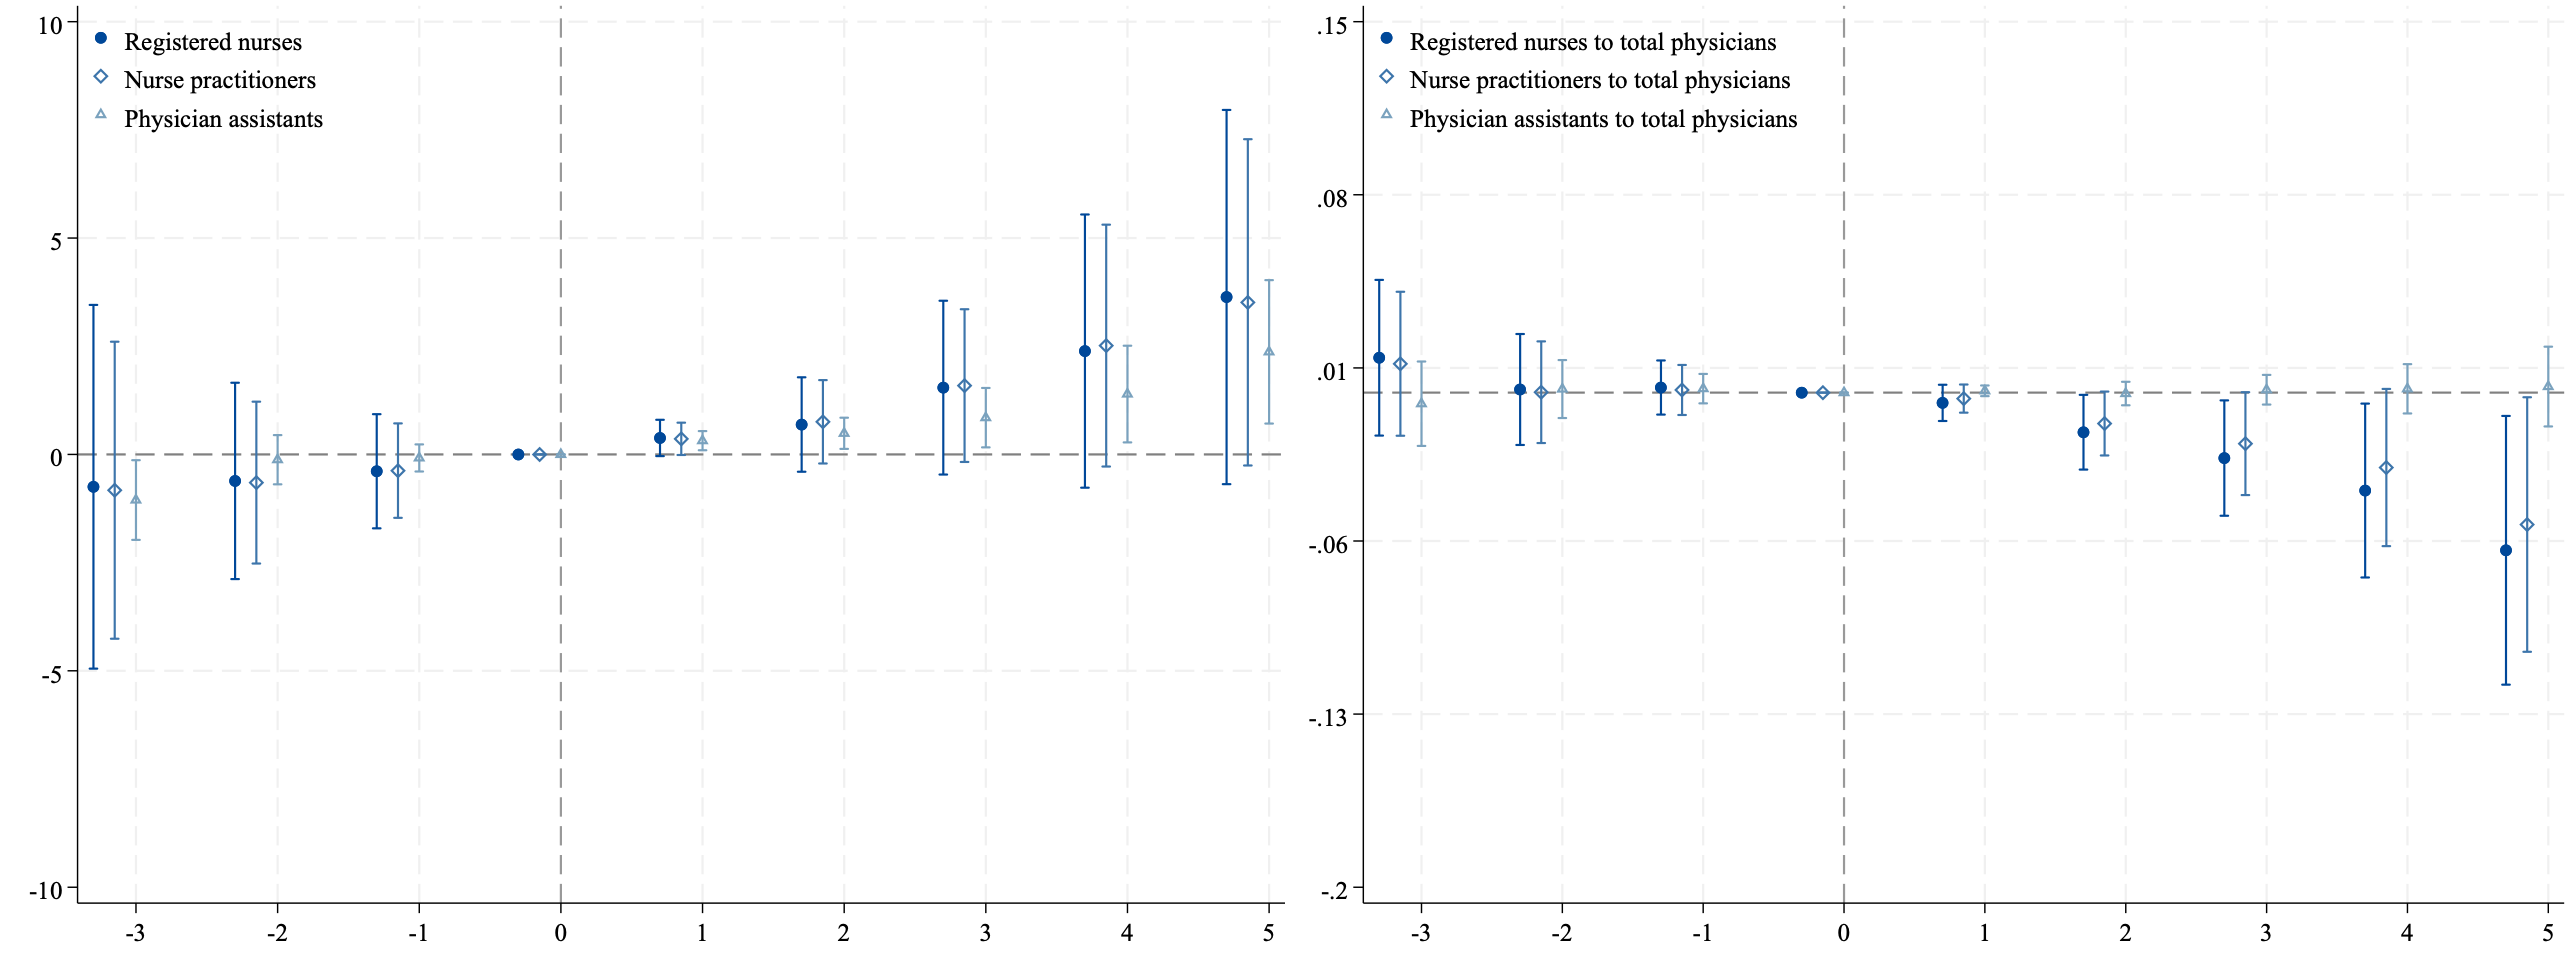 10
5
0
-5
-10
Registered nurses
Nurse practitioners
Physician assistants
-3 -2 -1 0 1 2 3 4 5
.15
.08
.01
-.06
-.13
-.2
Registered nurses to total physicians
Nurse practitioners to total physicians
Physician assistants to total physicians
-3 -2 -1 0 1 2 3 4 5